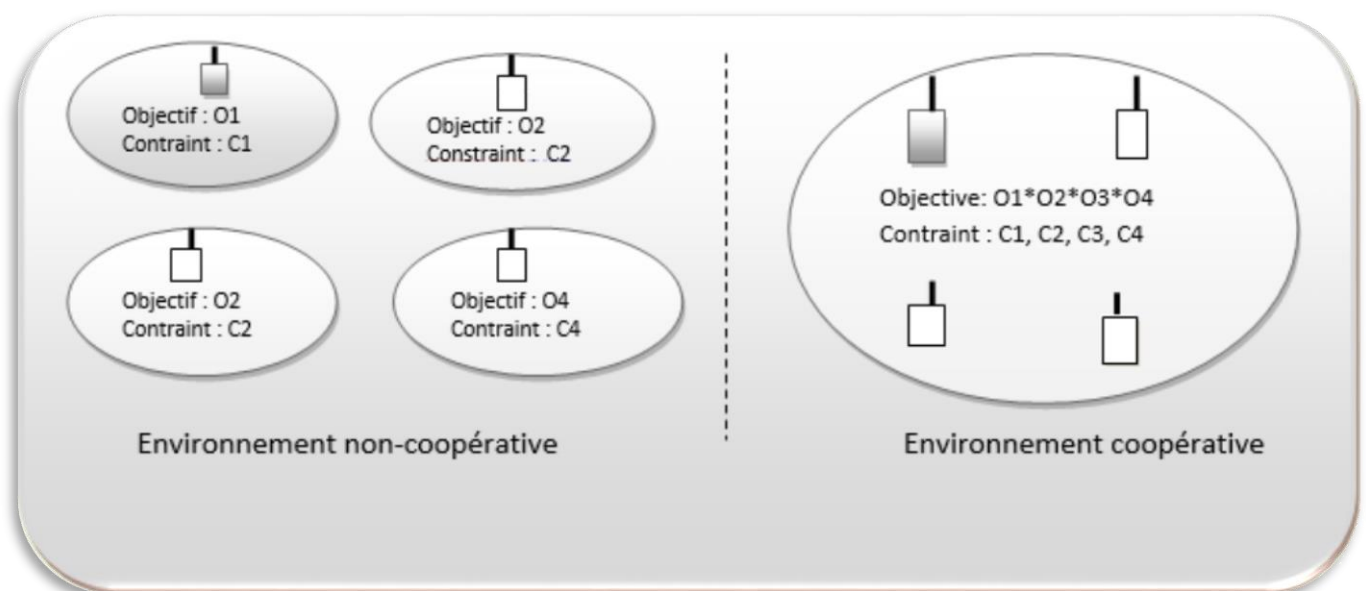 Objectif : O1
Contraint : C1
Objectif : O2
Constraint :  C2
Objectif : O2
Contraint : C2
Objectif : O4
Contraint : C4
Environnement non-coopérative
Objective: O1*O2*O3*O4
Contraint : C1, C2, C3, C4
Environnement coopérative